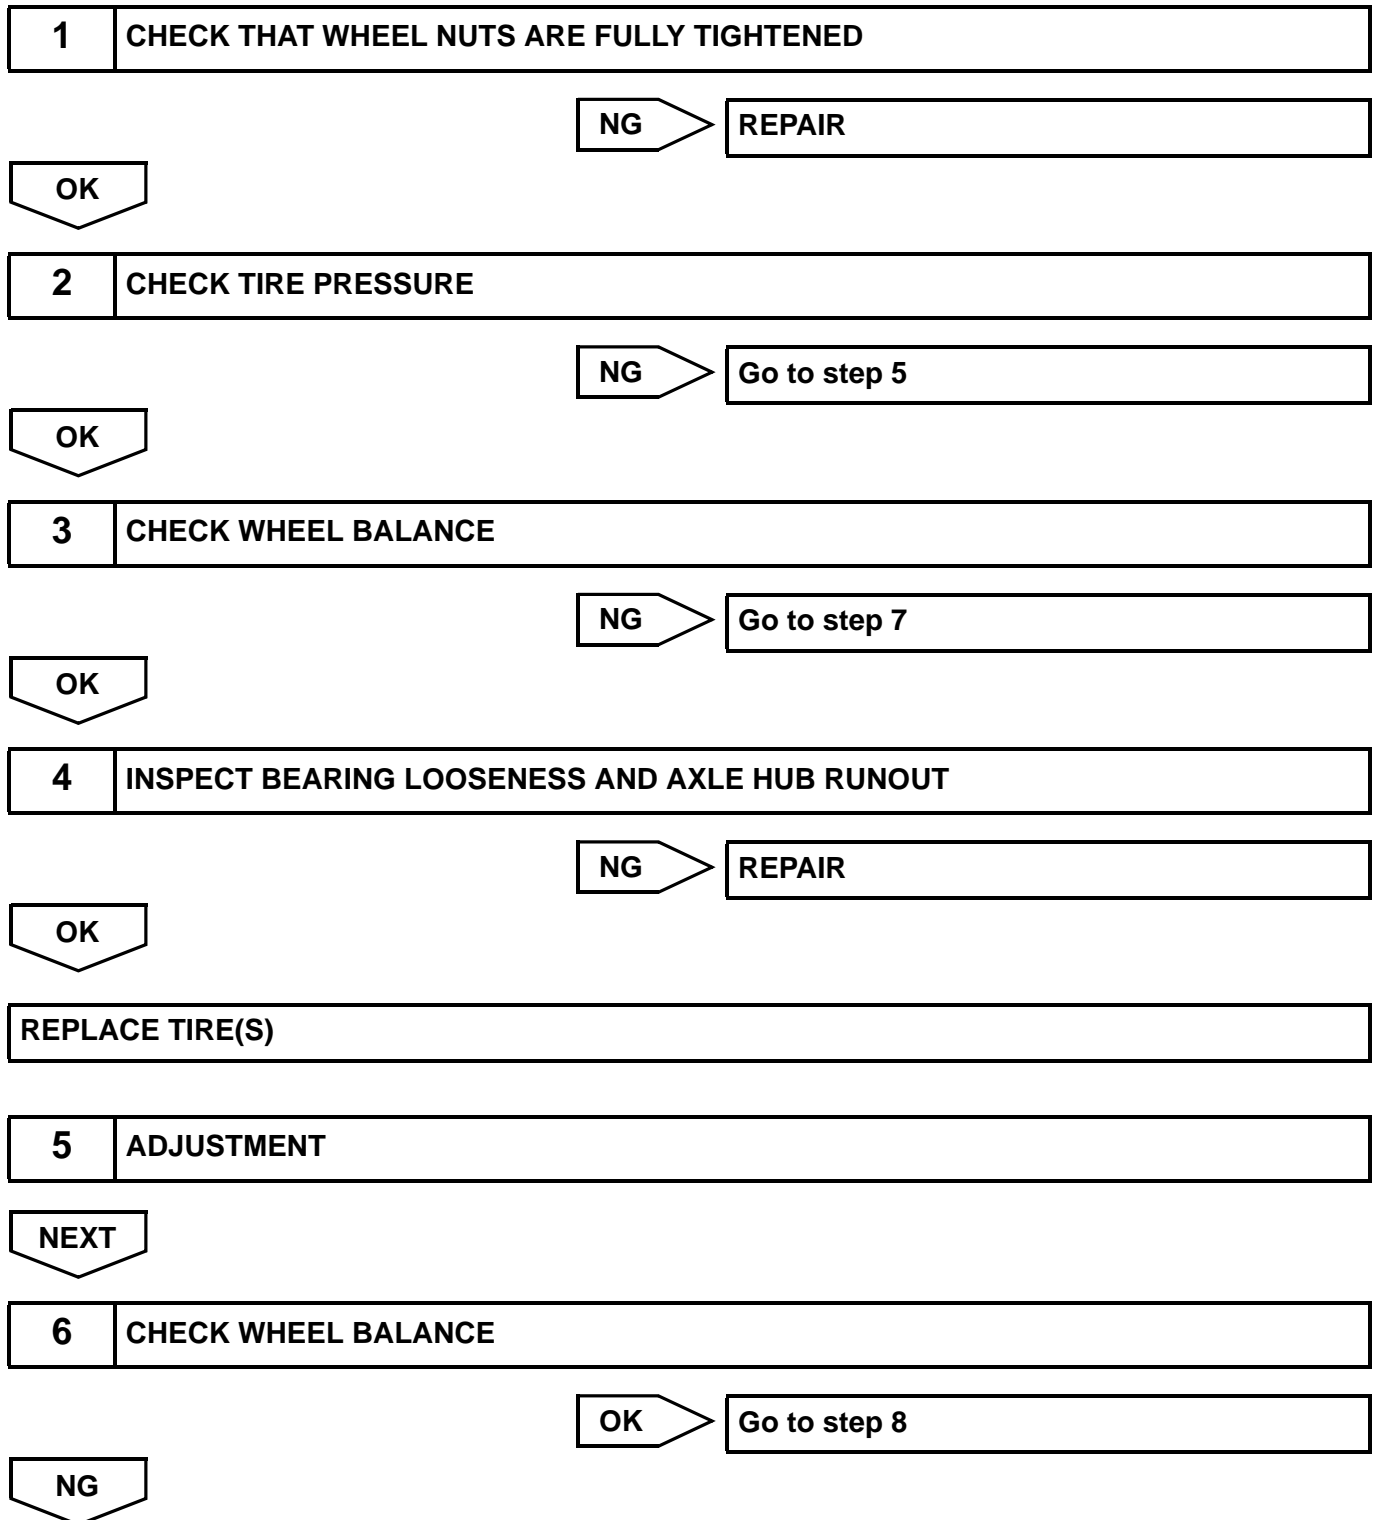 1 CHECK THAT WHEEL NUTS ARE FULLY TIGHTENED
NG REPAIR
OK
2 CHECK TIRE PRESSURE
NG Go to step 5
OK
3 CHECK WHEEL BALANCE
NG Go to step 7
OK
4 INSPECT BEARING LOOSENESS AND AXLE HUB RUNOUT
NG REPAIR
OK
REPLACE TIRE(S)
5 ADJUSTMENT
NEXT
6 CHECK WHEEL BALANCE
OK Go to step 8
NG